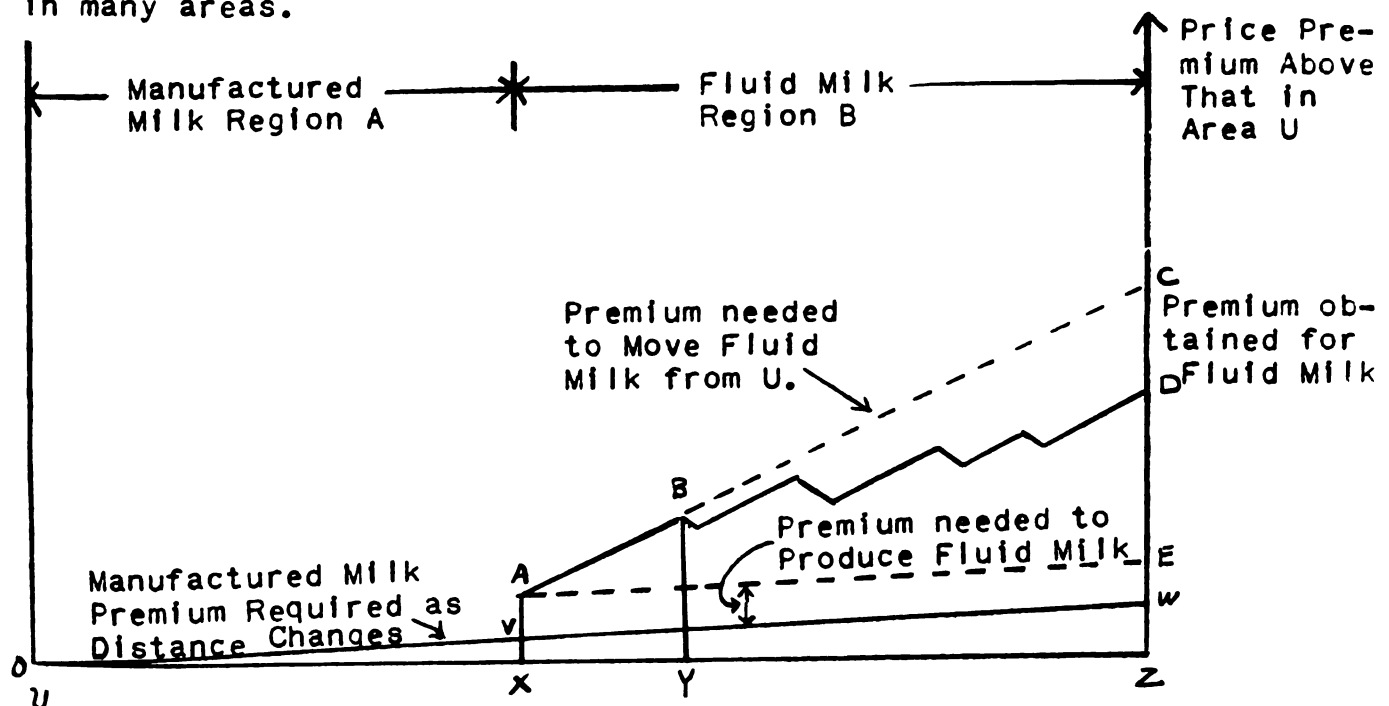 in many areas.
Manufactured
Milk Region A
Fluid Milk
Region B
Price Pre-
mium Above
That in
Area U
C
Premium needed
to Move Fluid
Milk from U.
Premium ob-
tained for
Fluid Milk
D
B
Premium needed to
Produce Fluid Milk
E
A
Manufactured Milk
Premium Required as
Distance Changes
V
W
O
U
X
Y
Z